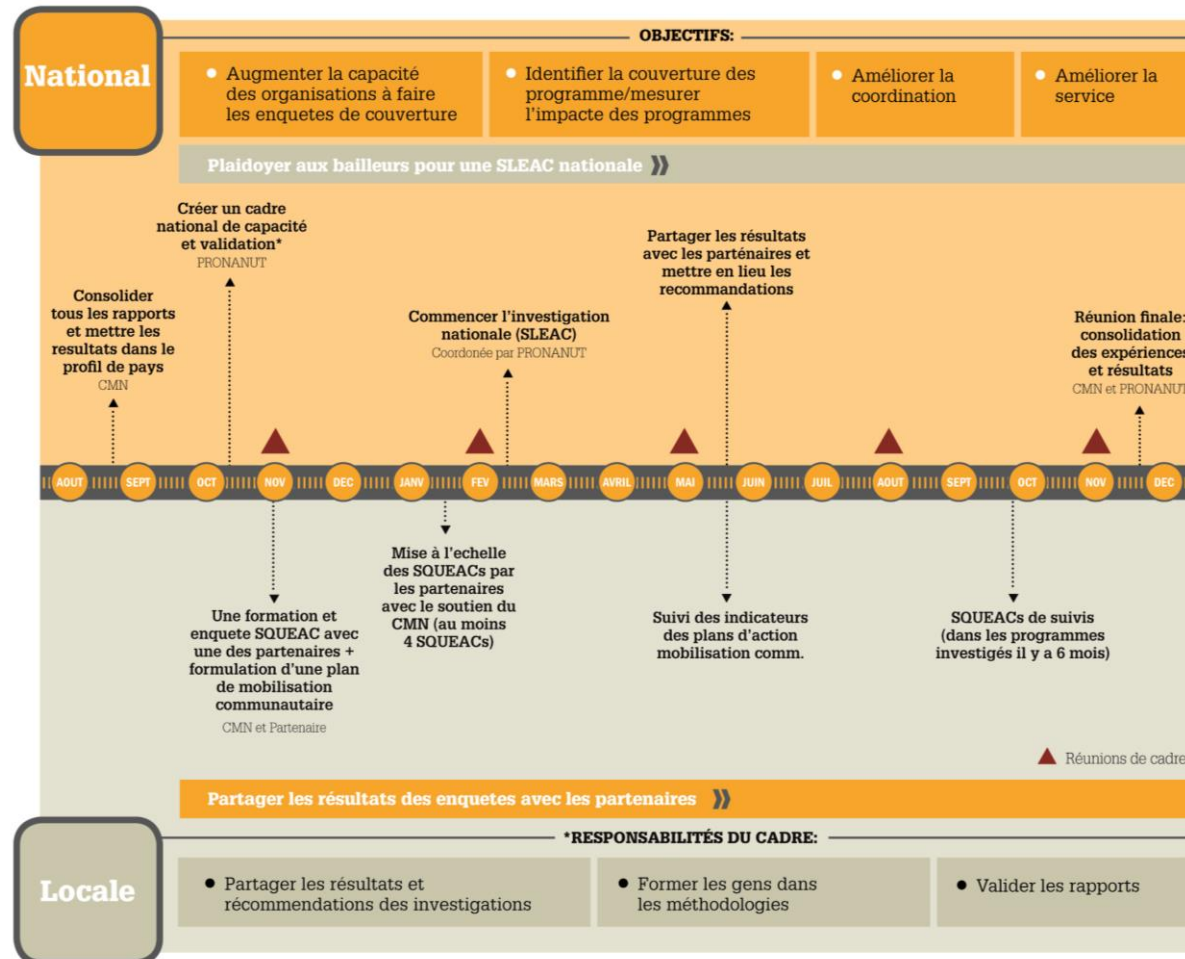 National
OBJECTIFS:
• Augmenter la capacité
des organisations à faire
les enquetes de couverture
• Identifier la couverture des
programme/mesurer
l'impacte des programmes
• Améliorer la
coordination
• Améliorer la
service
Plaidoyer aux bailleurs pour une SLEAC nationale
Créer un cadre
national de capacité
et validation*
PRONANUT
Consolider
tous les rapports
et mettre les
resultats dans le
profil de pays
CMN
Commencer l'investigation
nationale (SLEAC)
Coordonée par PRONANUT
Partager les résultats
avec les parténaires et
mettre en lieu les
recommandations
Réunion finale:
consolidation
des expériences
et résultats
CMN et PRONANUT
AOUT SEPT OCT NOV DEC JANV FEV MARS AVRIL MAI JUIN JUIL AOUT SEPT OCT NOV DEC
Une formation et
enquete SQUEAC avec
une des partenaires +
formulation d'une plan
de mobilisation
communautaire
CMN et Partenaire
Mise à l'echelle
des SQUEACs par
les partenaires
avec le soutien du
CMN (au moins
4 SQUEACs)
Suivi des indicateurs
des plans d'action
mobilisation comm.
SQUEACs de suivis
(dans les programmes
investigés il y a 6 mois)
Réunions de cadre
Partager les résultats des enquetes avec les partenaires
Locale
*RESPONSABILITÉS DU CADRE:
• Partager les résultats et
récommendations des investigations
• Former les gens dans
les méthodologies
• Valider les rapports